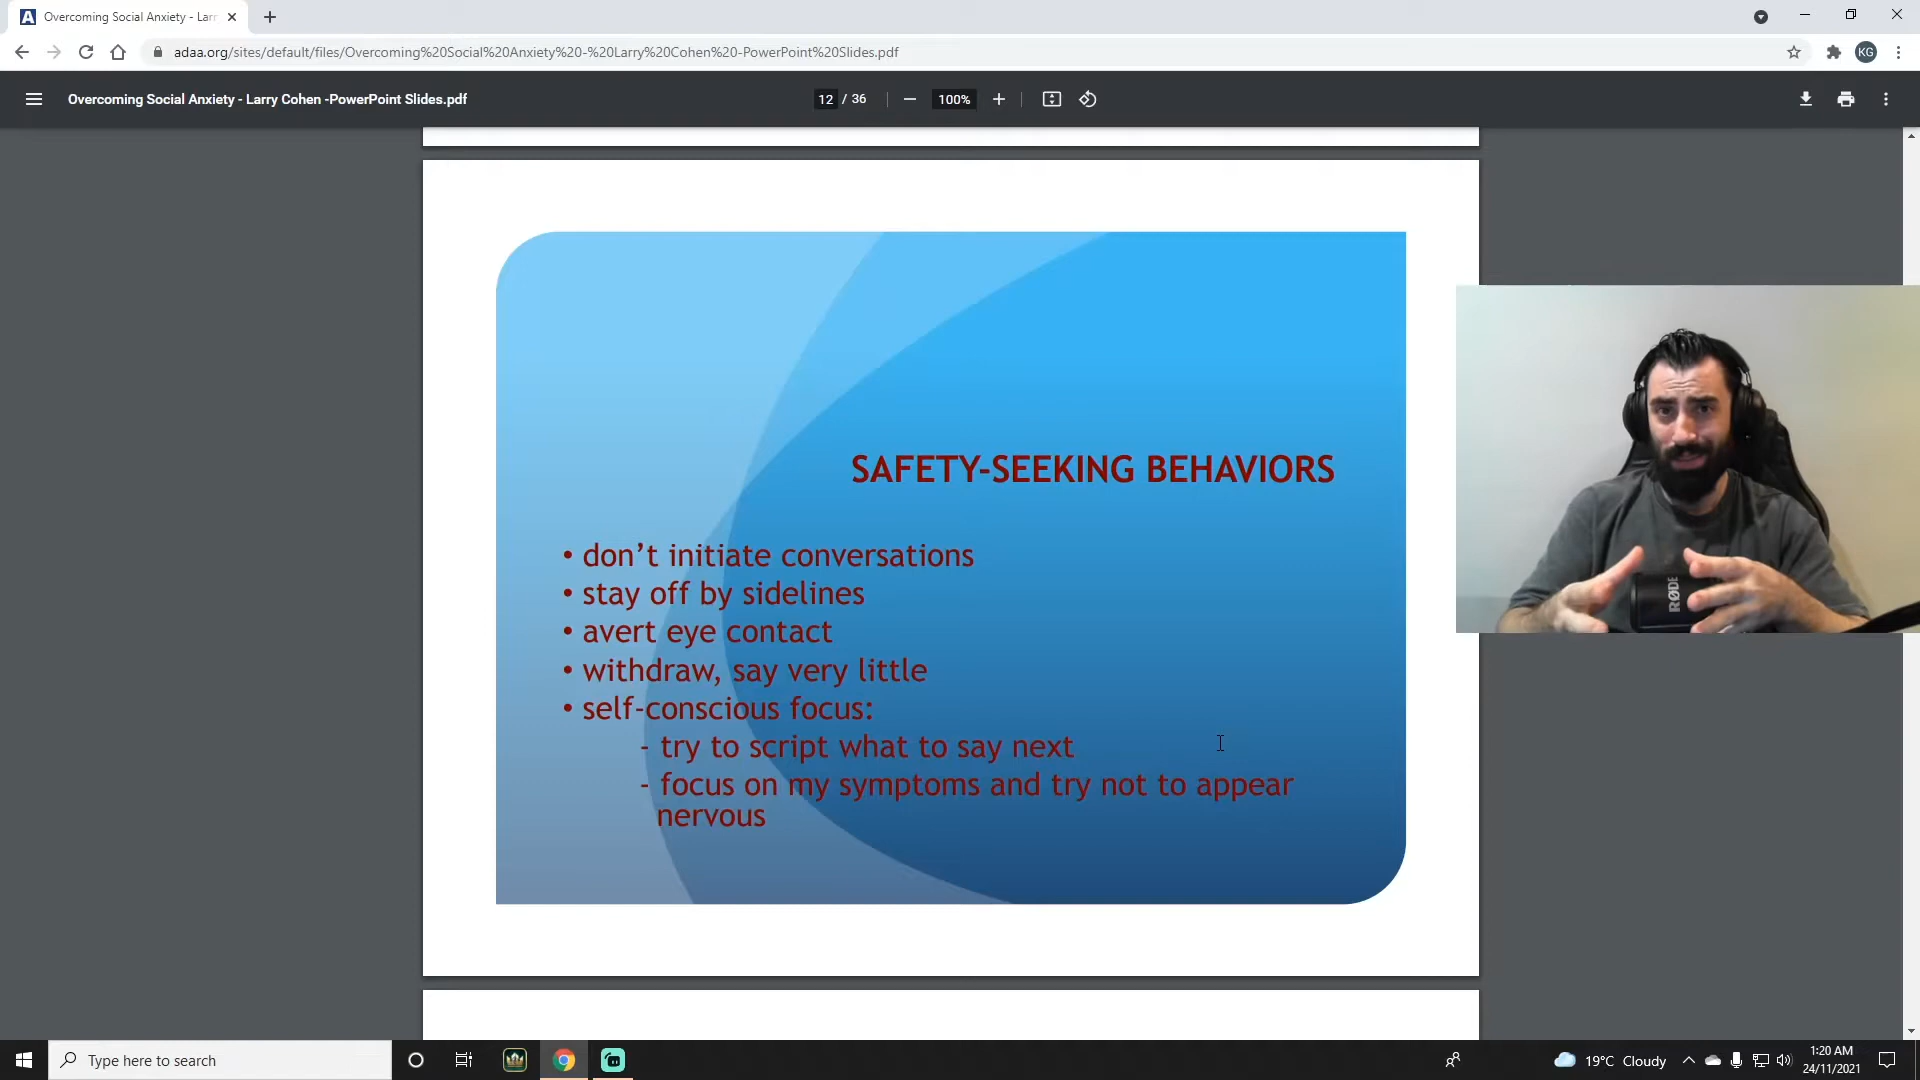 Overcoming Social Anxiety - Larr
adaa.org/sites/default/files/Overcoming%20Social%20Anxiety%20-%20Larry%20Cohen%20-PowerPoint%20Slides.pdf
KG
Overcoming Social Anxiety - Larry Cohen -PowerPoint Slides.pdf
12 / 36
100%
SAFETY-SEEKING BEHAVIORS
• don’t initiate conversations
• stay off by sidelines
• avert eye contact
• withdraw, say very little
• self-conscious focus:
- try to script what to say next
- focus on my symptoms and try not to appear
nervous
RØDE
Type here to search
19°C Cloudy
1:20 AM
24/11/2021